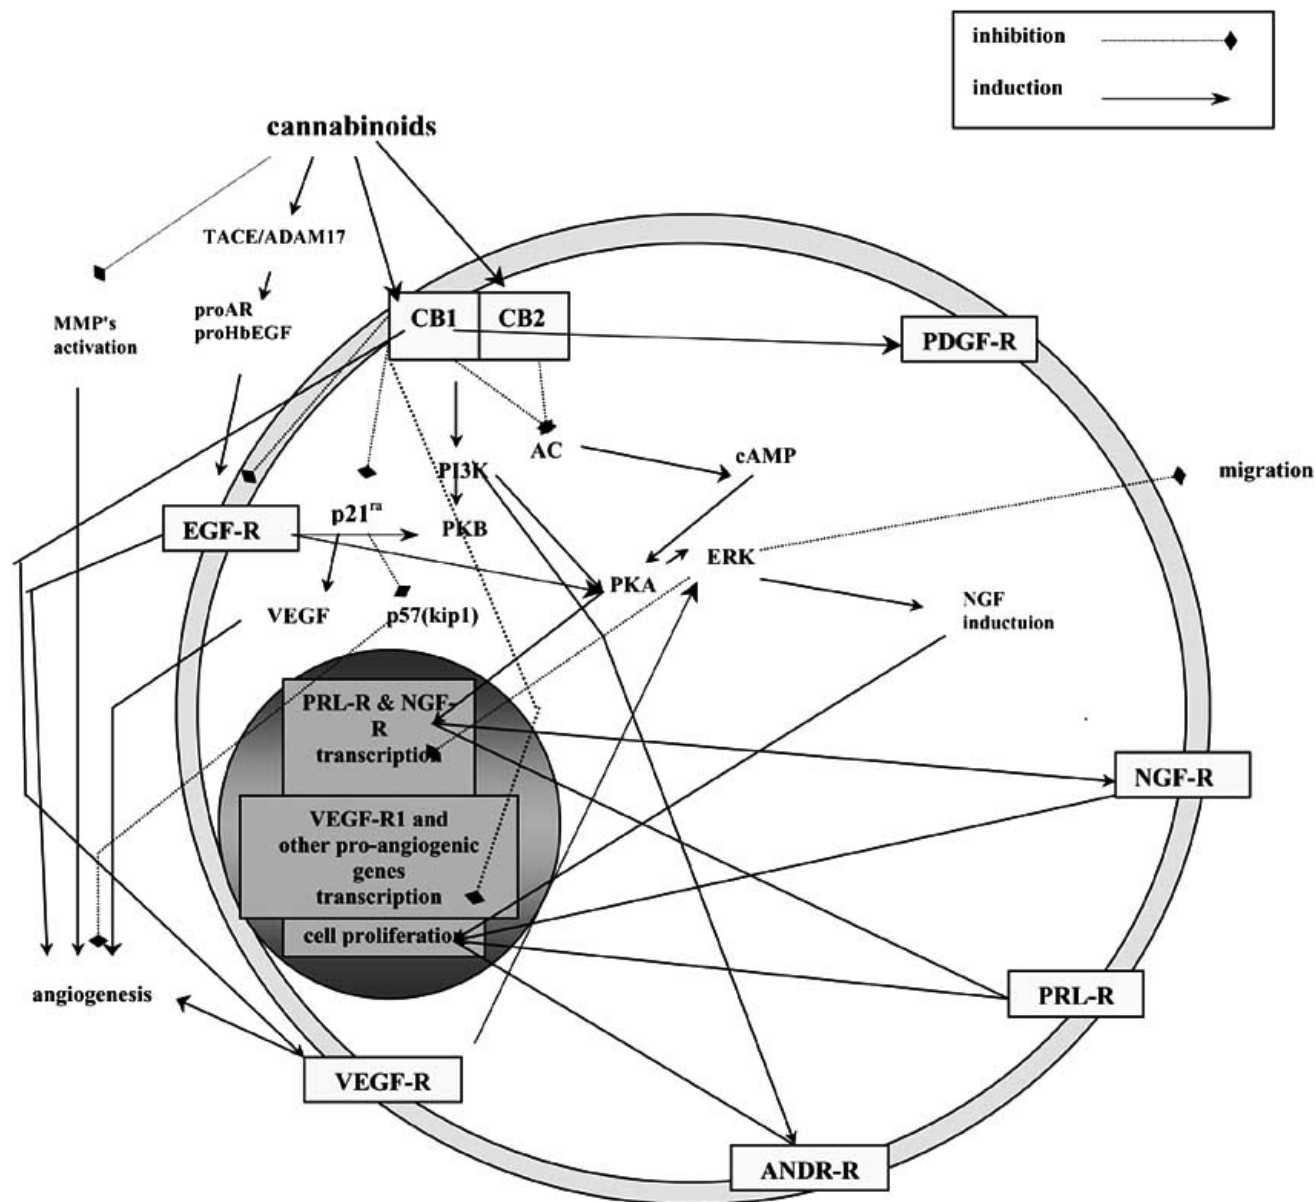 inhibition
induction
cannabinoids
TACE/ADAM17
proAR
proHbEGF
MMP's
activation
CB1
CB2
PDGF-R
AC
cAMP
PI3K
migration
EGF-R
p21ra
PKB
ERK
PKA
VEGF
p57(kip1)
NGF
inductuion
PRL-R & NGF-
R
transcription
NGF-R
VEGF-R1 and
other pro-angiogenic
genes
transcription
cell proliferation
angiogenesis
PRL-R
VEGF-R
ANDR-R